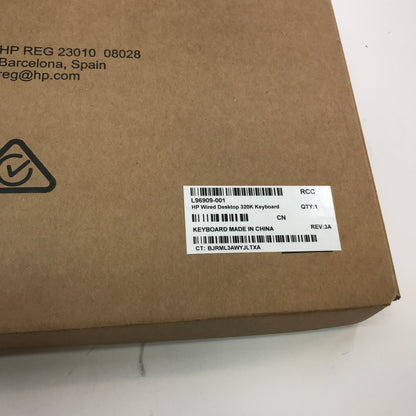 HP REG 23010 08028
Barcelona, Spain
reg@hp.com
RCC
L96909-001
HP Wired Desktop 320K Keyboard QTY:1
CN
KEYBOARD MADE IN CHINA REV:3A
CT: BJRML3AWYJLTXA